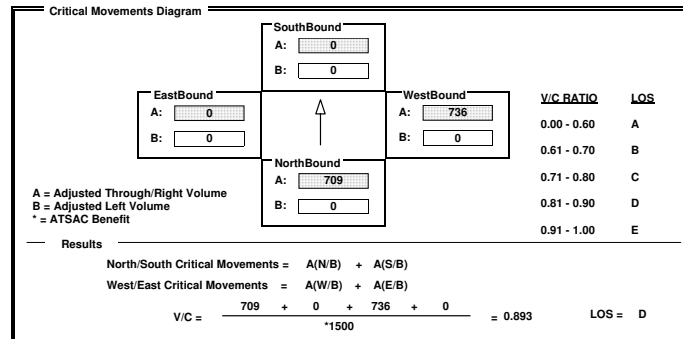 Critical Movements Diagram
SouthBound
A: 0
B: 0
EastBound
A: 0
B: 0
WestBound
A: 736
B: 0
NorthBound
A: 709
B: 0
V/C RATIO LOS
0.00 - 0.60 A
0.61 - 0.70 B
0.71 - 0.80 C
0.81 - 0.90 D
0.91 - 1.00 E
A = Adjusted Through/Right Volume
B = Adjusted Left Volume
* = ATSAC Benefit
Results
North/South Critical Movements = A(N/B) + A(S/B)
West/East Critical Movements = A(W/B) + A(E/B)
V/C = 709 + 0 + 736 + 0 = 0.893 LOS = D
*1500